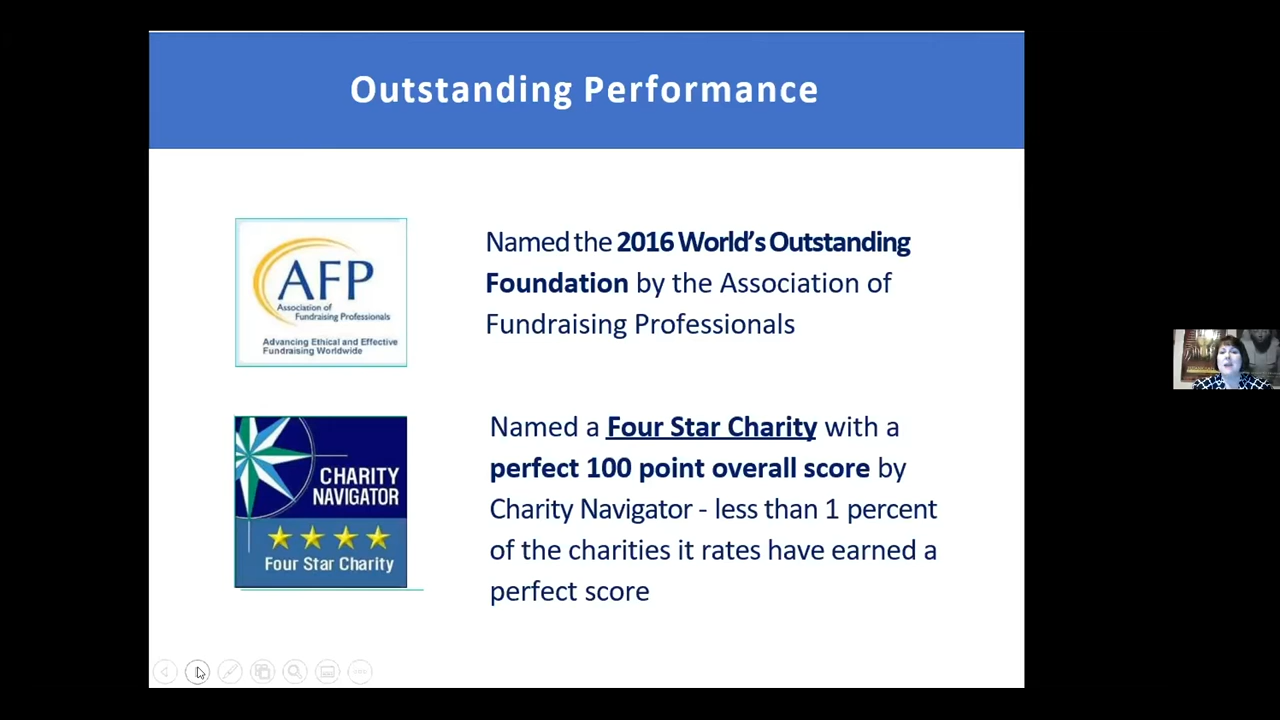 Outstanding Performance
AFP
Association of
Fundraising Professionals
Advancing Ethical and Effective
Fundraising Worldwide
Named the 2016 World's Outstanding
Foundation by the Association of
Fundraising Professionals
CHARITY
NAVIGATOR
Four Star Charity
Named a Four Star Charity with a
perfect 100 point overall score by
Charity Navigator - less than 1 percent
of the charities it rates have earned a
perfect score